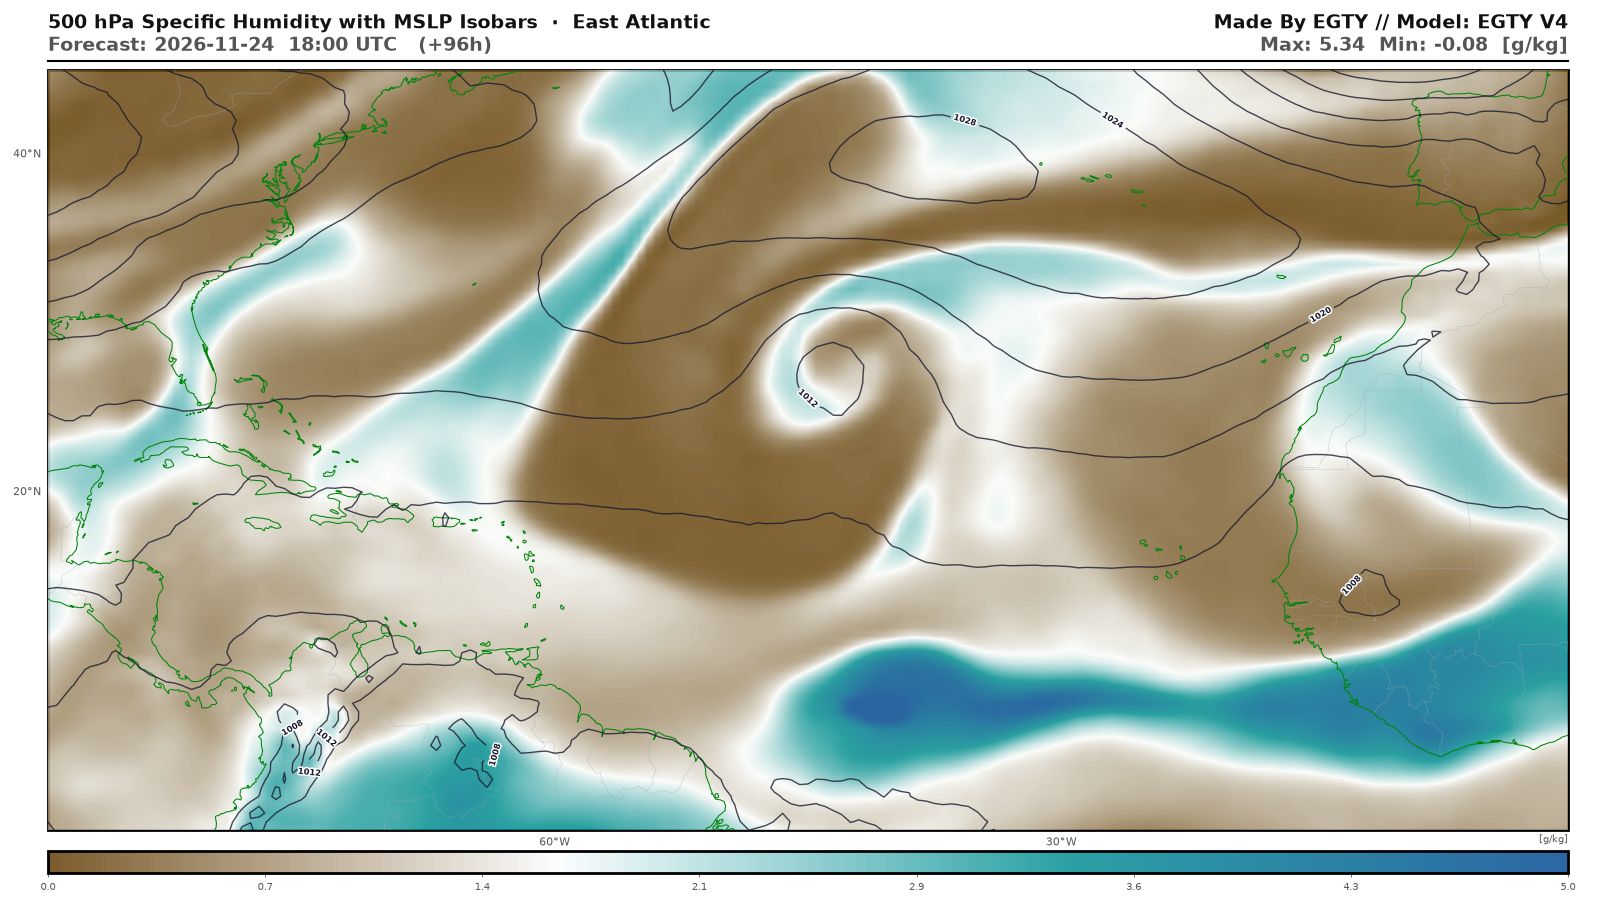 500 hPa Specific Humidity with MSLP Isobars · East Atlantic
Made By EGTY // Model: EGTY V4
Forecast: 2026-11-24 18:00 UTC (+96h)
Max: 5.34 Min: -0.08 [g/kg]
1028
1024
40°N
1020
1012
20°N
1008
1008
1012
1008
1012
60°W
30°W
[g/kg]
0.0
0.7
1.4
2.1
2.9
3.6
4.3
5.0